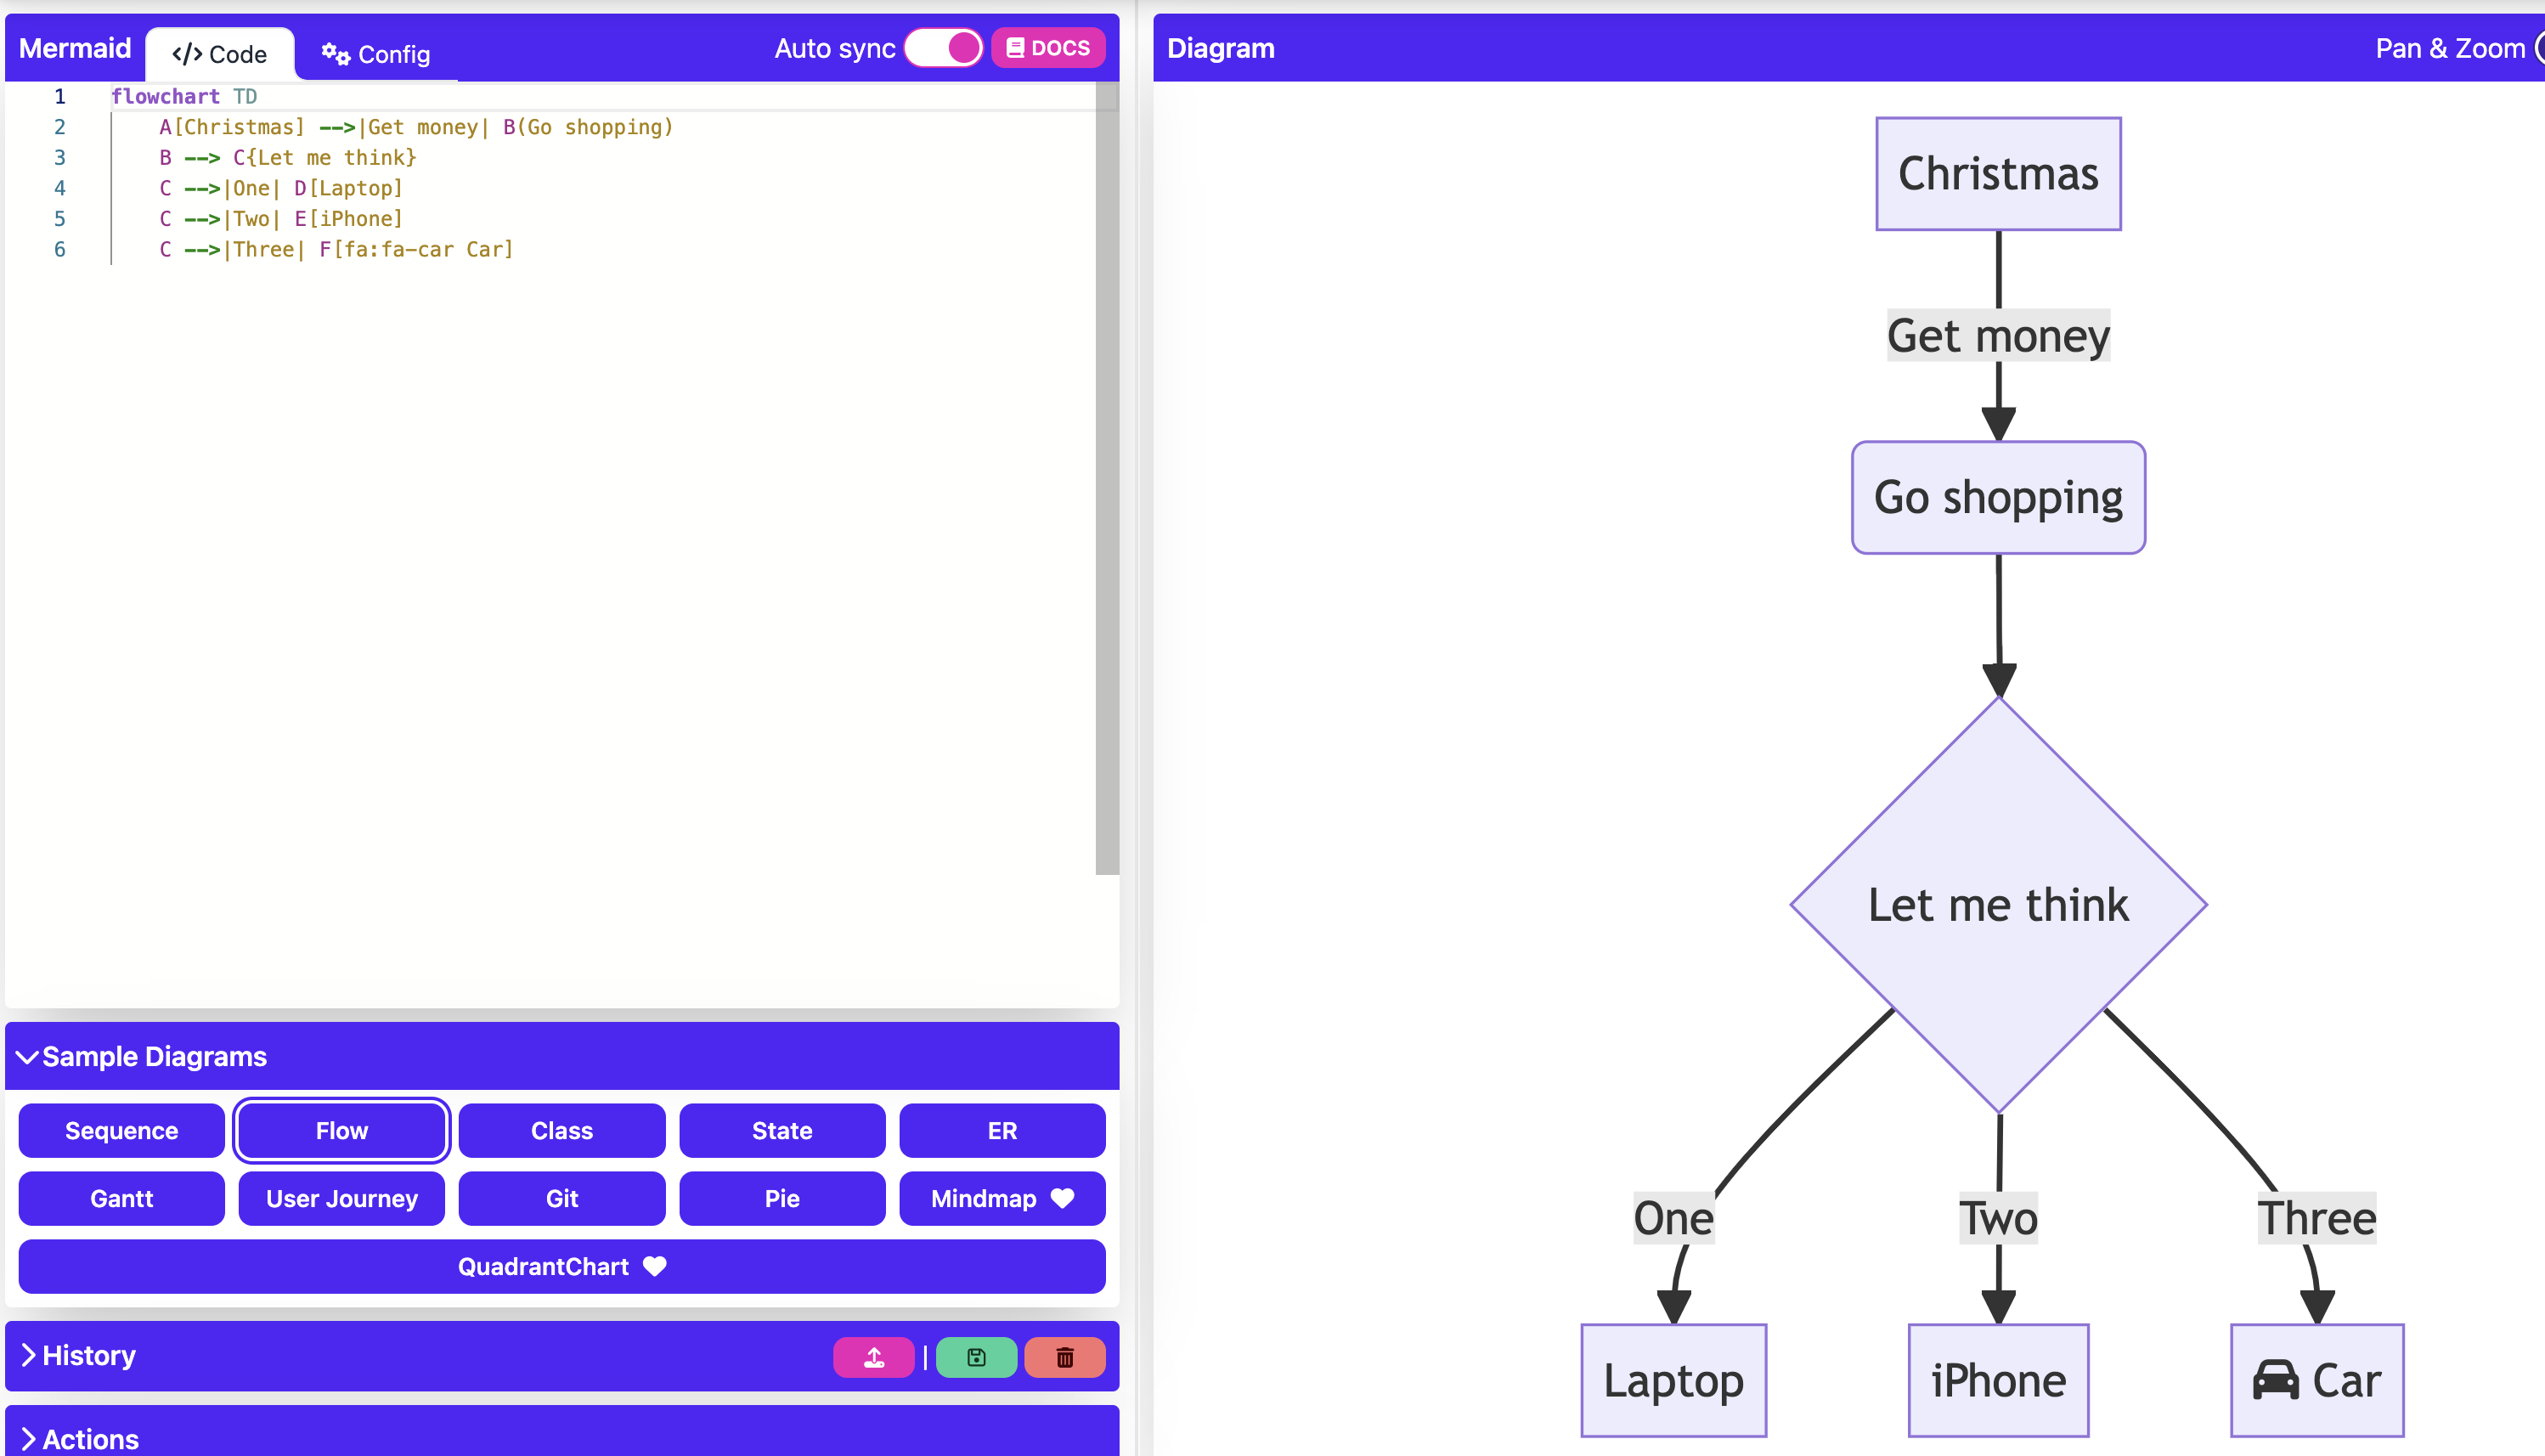 Mermaid
</> Code
Config
Auto sync
DOCS
1 flowchart TD
2 A[Christmas] -->|Get money| B(Go shopping)
3 B --> C{Let me think}
4 C -->|One| D[Laptop]
5 C -->|Two| E[iPhone]
6 C -->|Three| F[fa:fa-car Car]
Sample Diagrams
Sequence
Flow
Class
State
ER
Gantt
User Journey
Git
Pie
Mindmap
QuadrantChart
History
Actions
Diagram
Pan & Zoom
Christmas
Get money
Go shopping
Let me think
One
Two
Three
Laptop
iPhone
Car